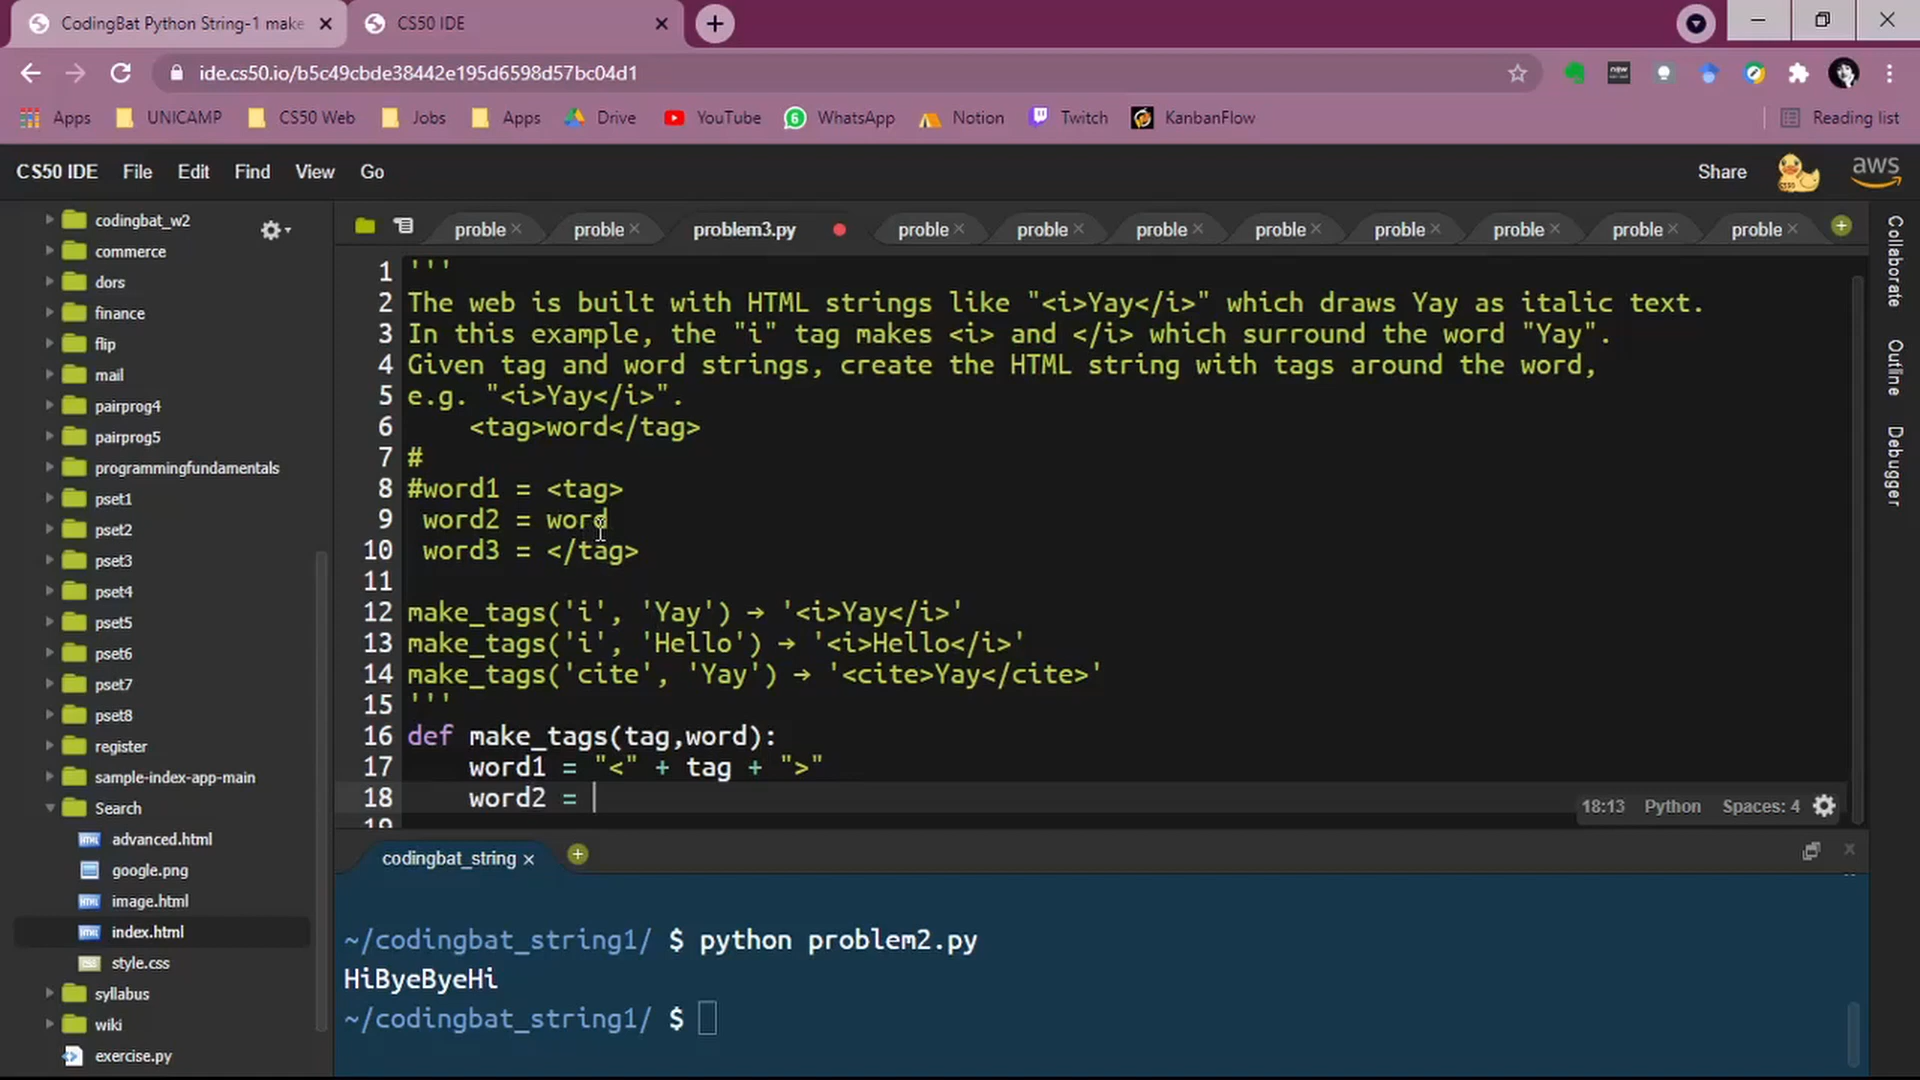 CodingBat Python String-1 make
CS50 IDE
ide.cs50.io/b5c49cbde38442e195d6598d57bc04d1
now
Apps UNICAMP CS50 Web Jobs Apps Drive YouTube 6 WhatsApp Notion Twitch KanbanFlow Reading list
CS50 IDE File Edit Find View Go Share CS50 aws
proble proble problem3.py proble proble proble proble proble proble proble proble
codingbat_w2
commerce
dors
finance
flip
mail
pairprog4
pairprog5
programmingfundamentals
pset1
pset2
pset3
pset4
pset5
pset6
pset7
pset8
register
sample-index-app-main
Search
advanced.html
google.png
image.html
index.html
style.css
syllabus
wiki
exercise.py
1 '''
2 The web is built with HTML strings like "<i>Yay</i>" which draws Yay as italic text.
3 In this example, the "i" tag makes <i> and </i> which surround the word "Yay".
4 Given tag and word strings, create the HTML string with tags around the word,
5 e.g. "<i>Yay</i>".
6     <tag>word</tag>
7 #
8 #word1 = <tag>
9  word2 = word
10  word3 = </tag>
11
12 make_tags('i', 'Yay') → '<i>Yay</i>'
13 make_tags('i', 'Hello') → '<i>Hello</i>'
14 make_tags('cite', 'Yay') → '<cite>Yay</cite>'
15 '''
16 def make_tags(tag,word):
17     word1 = "<" + tag + ">"
18     word2 =
19
18:13 Python Spaces: 4
Collaborate
Outline
Debugger
codingbat_string
~/codingbat_string1/ $ python problem2.py
HiByeByeHi
~/codingbat_string1/ $